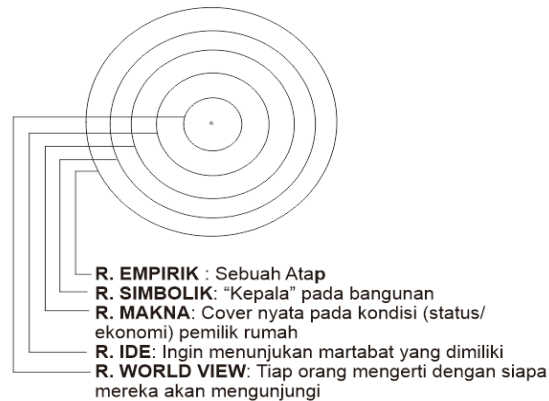 R. EMPIRIK : Sebuah Atap
R. SIMBOLIK: “Kepala” pada bangunan
R. MAKNA: Cover nyata pada kondisi (status/
ekonomi) pemilik rumah
R. IDE: Ingin menunjukan martabat yang dimiliki
R. WORLD VIEW: Tiap orang mengerti dengan siapa
mereka akan mengunjungi